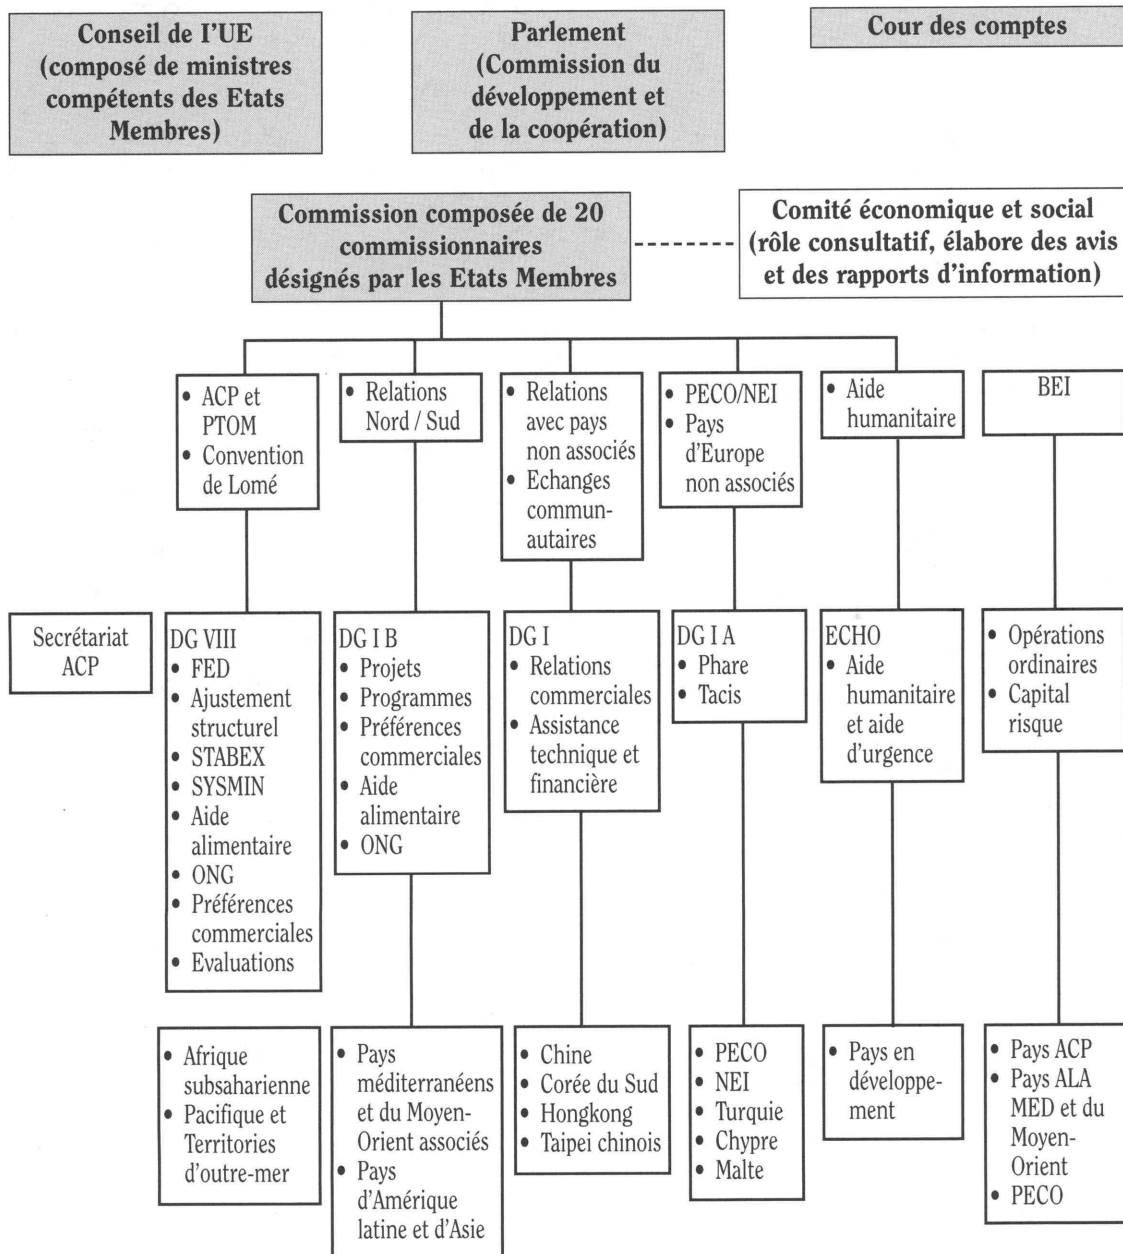 Conseil de l'UE
(composé de ministres
compétents des Etats
Membres)
Parlement
(Commission du
développement et
de la coopération)
Cour des comptes
Commission composée de 20
commissionnaires
désignés par les Etats Membres
Comité économique et social
(rôle consultatif, élabore des avis
et des rapports d'information)
• ACP et
PTOM
• Convention
de Lomé
• Relations
Nord / Sud
• Relations
avec pays
non associés
• Echanges
commun-
autaires
• PECO/NEI
• Pays
d'Europe
non associés
• Aide
humanitaire
BEI
Secrétariat
ACP
DG VIII
• FED
• Ajustement
structurel
• STABEX
• SYSMIN
• Aide
alimentaire
• ONG
• Préférences
commerciales
• Evaluations
DG I B
• Projets
• Programmes
• Préférences
commerciales
• Aide
alimentaire
• ONG
DG I
• Relations
commerciales
• Assistance
technique et
financière
DG I A
• Phare
• Tacis
ECHO
• Aide
humanitaire
et aide
d'urgence
• Opérations
ordinaires
• Capital
risque
• Afrique
subsaharienne
• Pacifique et
Territories
d'outre-mer
• Pays
méditerranéens
et du Moyen-
Orient associés
• Pays
d'Amérique
latine et d'Asie
• Chine
• Corée du Sud
• Hongkong
• Taipei chinois
• PECO
• NEI
• Turquie
• Chypre
• Malte
• Pays en
développe-
ment
• Pays ACP
• Pays ALA
MED et du
Moyen-
Orient
• PECO